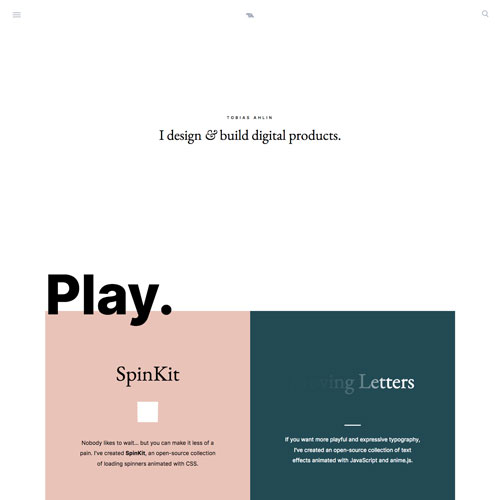 TOBIAS AHLIN
I design & build digital products.
Play.
SpinKit
Nobody likes to wait... but you can make it less of a
pain. I've created SpinKit, an open-source collection
of loading spinners animated with CSS.
Moving Letters
If you want more playful and expressive typography,
I've created an open-source collection of text
effects animated with JavaScript and anime.js.